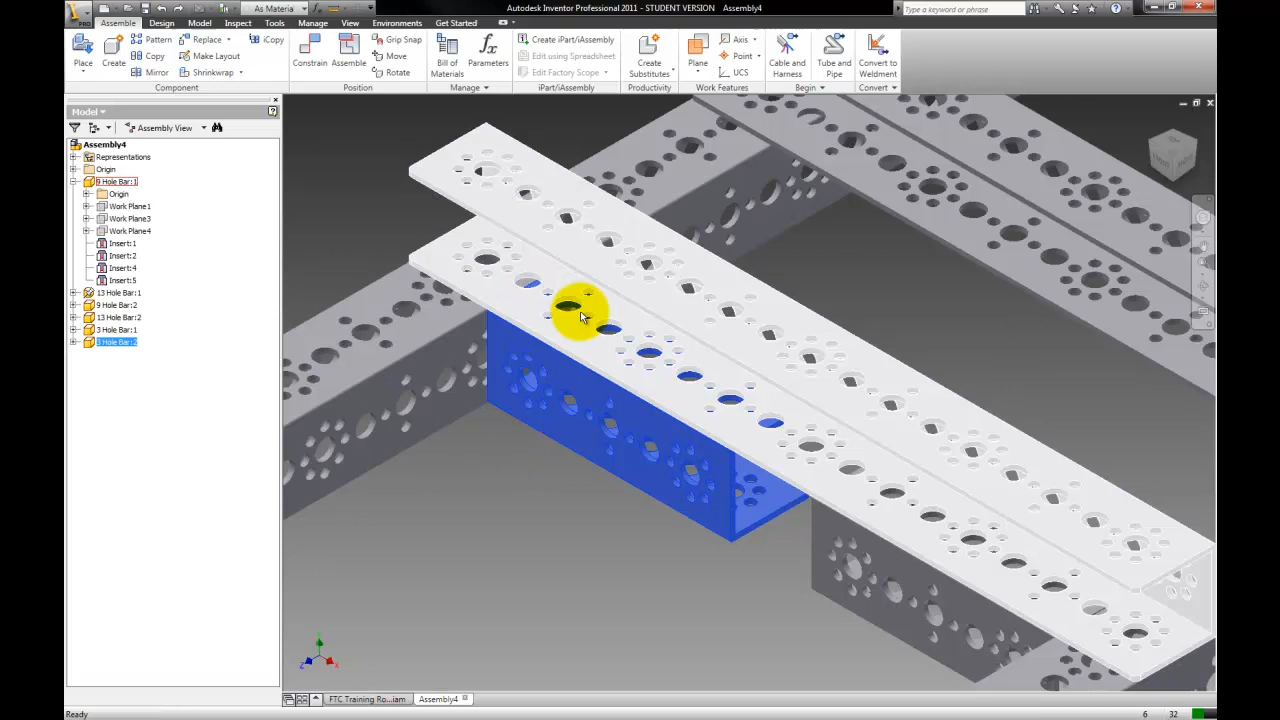 Autodesk Inventor Professional 2011 - STUDENT VERSION Assembly4
As Material
Type a keyword or phrase
PRO
Assemble Design Model Inspect Tools Manage View Environments Get Started
Place
Create
Pattern
Copy
Mirror
Replace
Make Layout
Shrinkwrap
iCopy
Component
Constrain
Assemble
Grip Snap
Move
Rotate
Position
Bill of Materials
Parameters
Manage
Create iPart/iAssembly
Edit using Spreadsheet
Edit Factory Scope
iPart/iAssembly
Create Substitutes
Productivity
Plane
Axis
Point
UCS
Work Features
Cable and Harness
Tube and Pipe
Begin
Convert to Weldment
Convert
Model
Assembly View
Assembly4
Representations
Origin
9 Hole Bar:1
Origin
Work Plane1
Work Plane3
Work Plane4
Insert:1
Insert:2
Insert:4
Insert:5
13 Hole Bar:1
9 Hole Bar:2
13 Hole Bar:2
3 Hole Bar:1
3 Hole Bar:2
FTC Training Ro...iam
Assembly4
Ready
6 32